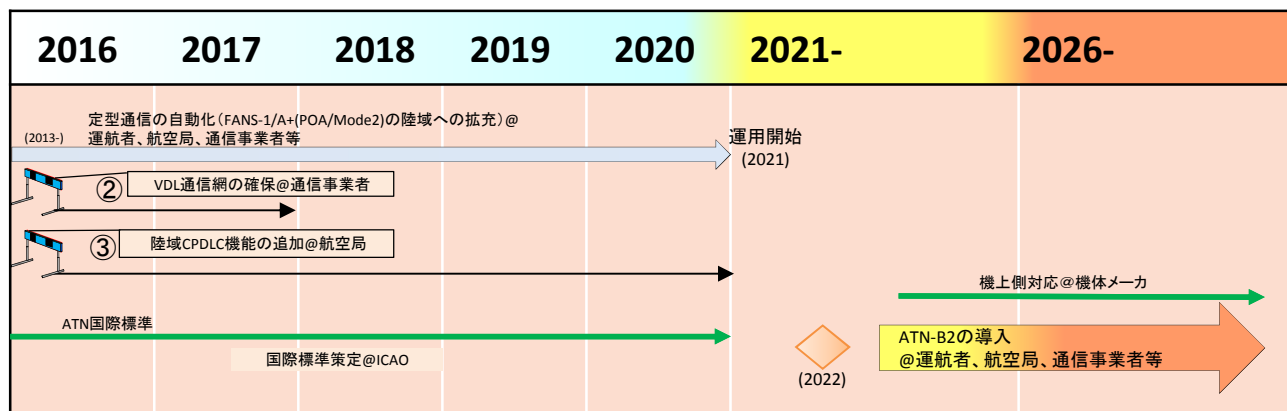 2016 2017 2018 2019 2020 2021- 2026-
定型通信の自動化(FANS-1/A+(POA/Mode2)の陸域への拡充)@
(2013-) 運航者、航空局、通信事業者等
運用開始
(2021)
② VDL通信網の確保@通信事業者
③ 陸域CPDLC機能の追加@航空局
機上側対応@機体メーカ
ATN国際標準
国際標準策定@ICAO
(2022)
ATN-B2の導入
@運航者、航空局、通信事業者等